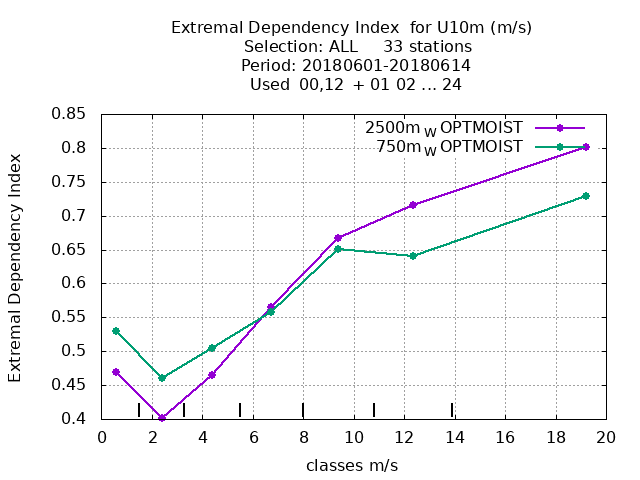 Extremal Dependency Index  for U10m (m/s)
Selection: ALL     33 stations
Period: 20180601-20180614
Used  00,12  + 01 02 ... 24
2500m W OPTMOIST
750m W OPTMOIST
0.85
0.8
0.75
0.7
0.65
0.6
0.55
0.5
0.45
0.4
Extremal Dependency Index
0 2 4 6 8 10 12 14 16 18 20
classes m/s